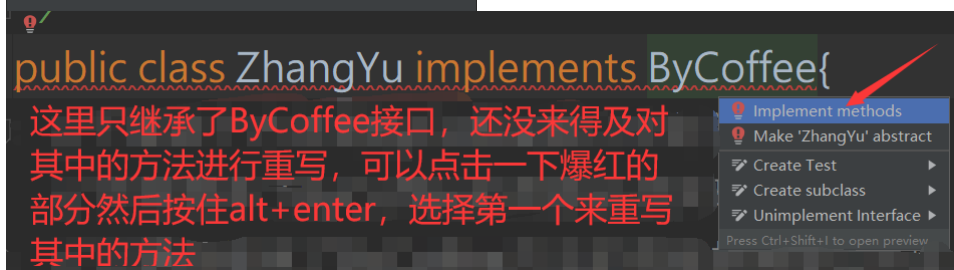 public class ZhangYu implements ByCoffee{
这里只继承了ByCoffee接口，还没来得及对
其中的方法进行重写，可以点击一下爆红的
部分然后按住alt+enter，选择第一个来重写
其中的方法
Implement methods
Make 'ZhangYu' abstract
Create Test
Create subclass
Unimplement Interface
Press Ctrl+Shift+I to open preview